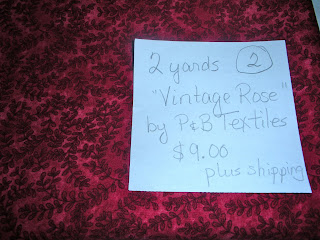 2 yards 2
"Vintage Rose"
by P&B Textiles
$9.00
plus shipping